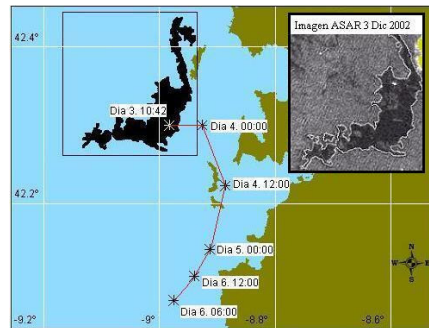 Imagen ASAR 3 Dic 2002
42.4°
Dia 3. 10:42
Dia 4. 00:00
Dia 4. 12:00
42.2°
Dia 5. 00:00
N
W E
S
Dia 6. 12:00
Dia 6. 06:00
-9.2° -9° -8.8° -8.6°